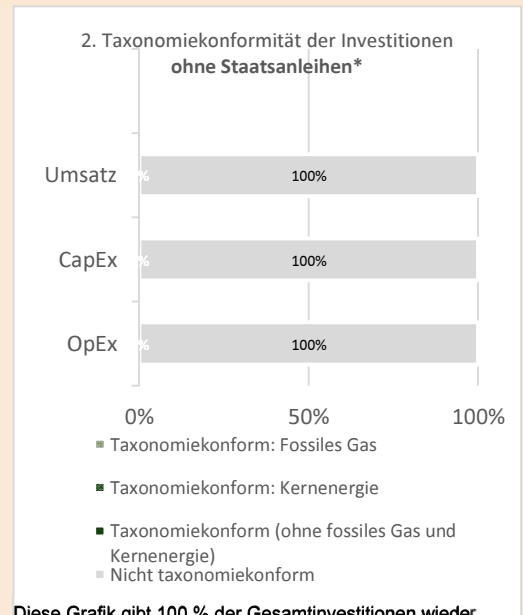 2. Taxonomiekonformität der Investitionen
ohne Staatsanleihen*
Umsatz % 100%
CapEx % 100%
OpEx % 100%
0% 50% 100%
Taxonomiekonform: Fossiles Gas
Taxonomiekonform: Kernenergie
Taxonomiekonform (ohne fossiles Gas und
Kernenergie)
Nicht taxonomiekonform
Diese Grafik gibt 100 % der Gesamtinvestitionen wieder